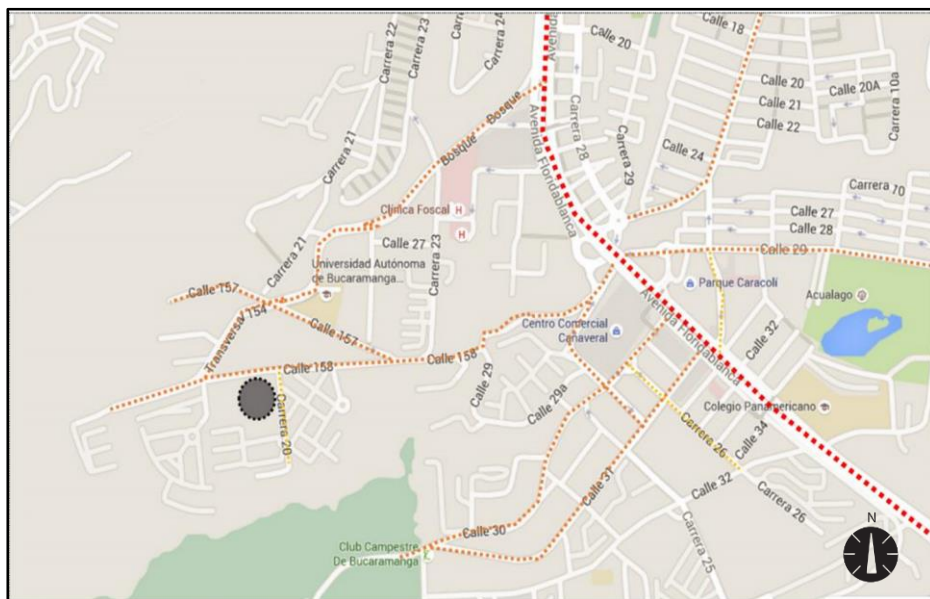 Carrera 22
Carrera 23
Carrera 24
Avenida
Calle 20
Calle 18
Calle 20
Calle 20A
Calle 21
Calle 22
Carrera 10a
Carrera 21
Bosque
Bosque
Avenida Floridablanca
Carrera 28
Carrera 29
Calle 24
Carrera 10
Calle 27
Calle 28
Calle 29
Clínica Foscal
H
H
Calle 27
Carrera 23
Carrera 21
Universidad Autónoma
de Bucaramanga...
Parque Caracolí
Acualago
Calle 157
Transversal 154
Calle 157
Centro Comercial
Cañaveral
Avenida Floridablanca
Calle 32
Calle 158
Calle 158
Calle 29
Calle 29a
Carrera 20
Colegio Panamericano
Carrera 26
Calle 34
Calle 31
Calle 32
Carrera 26
Calle 30
Carrera 25
Club Campestre
De Bucaramanga
N